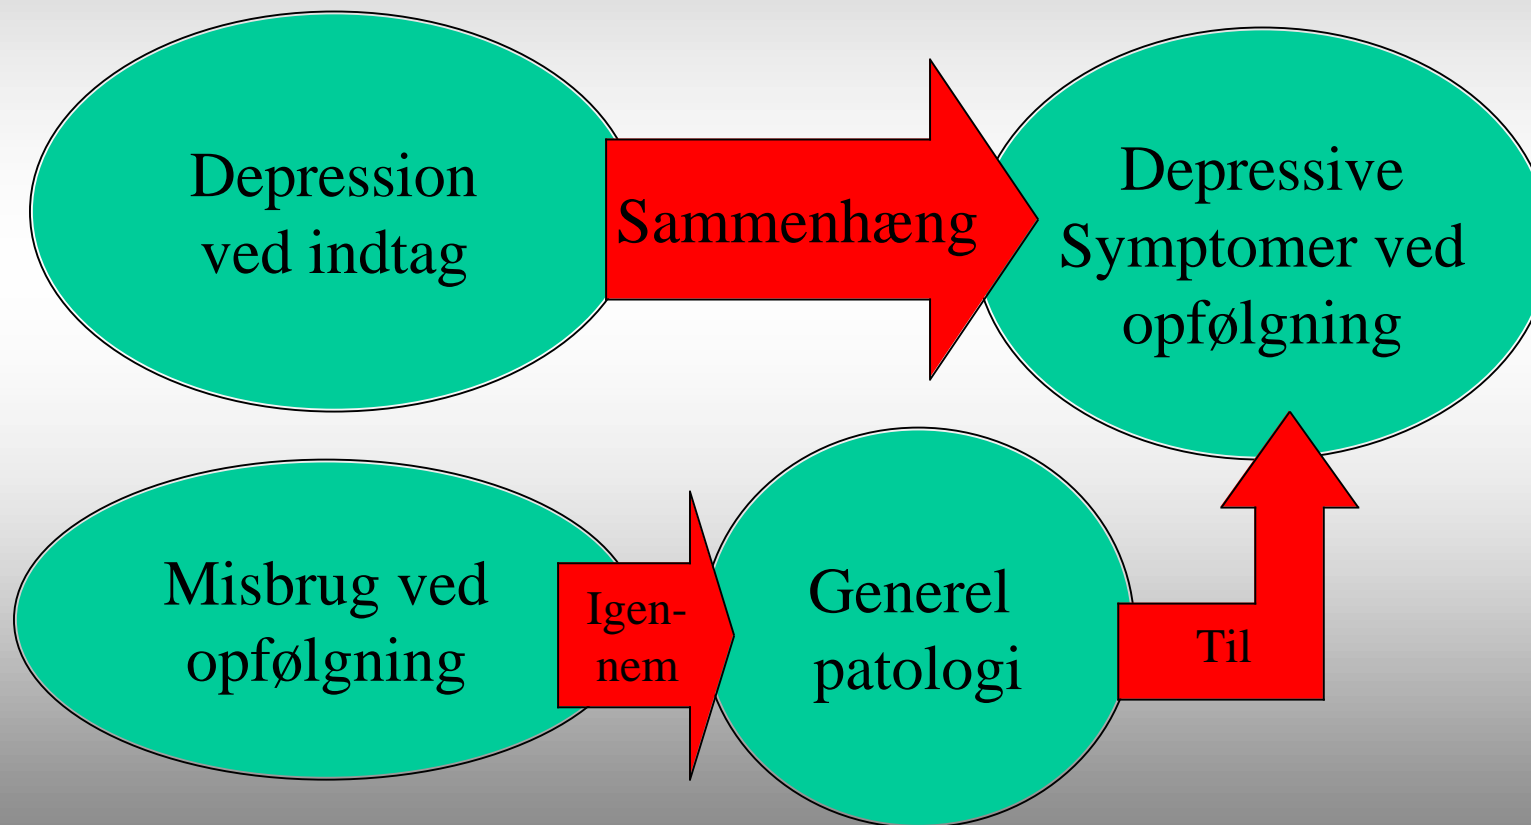 Depression
ved indtag
Sammenhæng
Depressive
Symptomer ved
opfølgning
Misbrug ved
opfølgning
Igen-
nem
Generel
patologi
Til